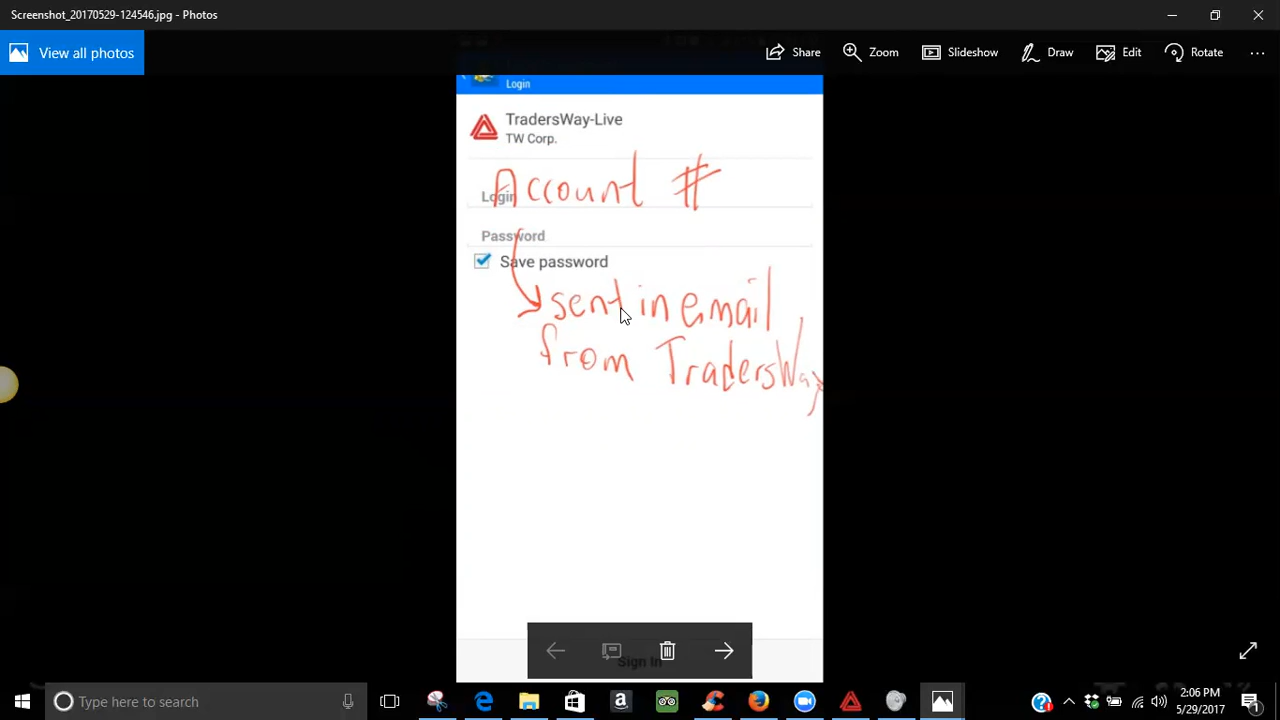 Screenshot_20170529-124546.jpg - Photos
View all photos
Share
Zoom
Slideshow
Draw
Edit
Rotate
Login
TradersWay-Live
TW Corp.
Account #
Login
Password
Save password
sent in email
from TradersWay
Sign In
Type here to search
2:06 PM
5/29/2017